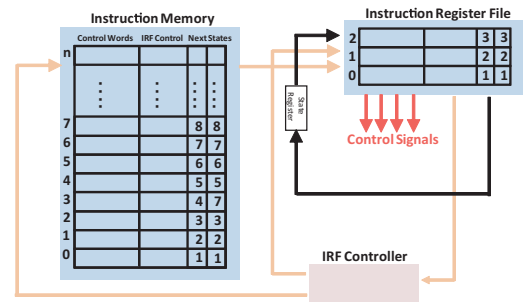 Instruction Memory
Control Words IRF Control Next States
n
7 8 8
6 7 7
5 6 6
4 5 5
3 4 7
2 3 3
1 2 2
0 1 1
Instruction Register File
2 3 3
1 2 2
0 1 1
State
Register
Control Signals
IRF Controller